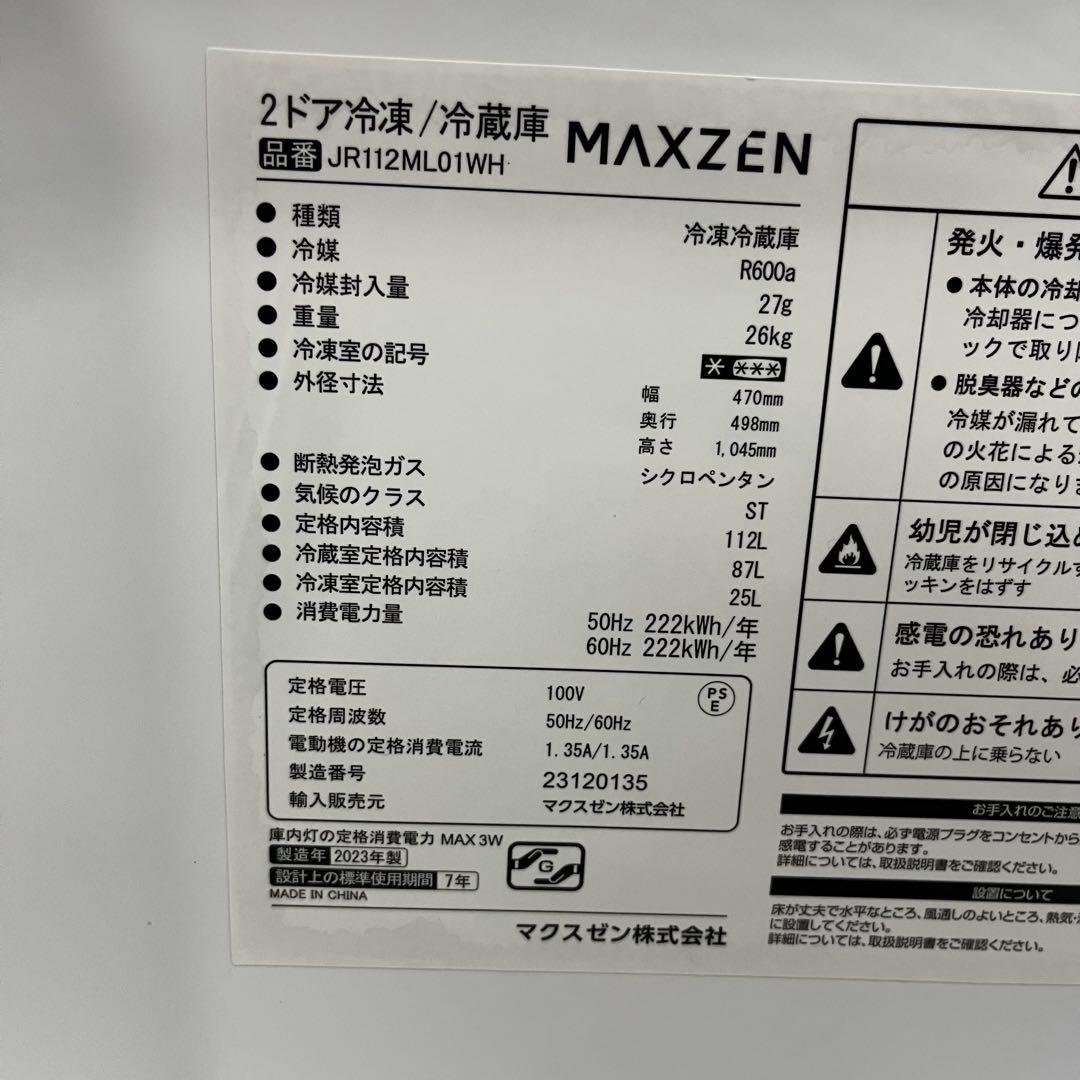 2ドア冷凍/冷蔵庫 MAXZEN
品番 JR112ML01WH
● 種類 冷凍冷蔵庫
● 冷媒 R600a
● 冷媒封入量 27g
● 重量 26kg
● 冷凍室の記号 * ***
● 外径寸法 幅 470mm
奥行 498mm
高さ 1,045mm
● 断熱発泡ガス シクロペンタン
● 気候のクラス ST
● 定格内容積 112L
● 冷蔵室定格内容積 87L
● 冷凍室定格内容積 25L
● 消費電力量 50Hz 222kWh/年
60Hz 222kWh/年
定格電圧 100V PSE
定格周波数 50Hz/60Hz
電動機の定格消費電流 1.35A/1.35A
製造番号 23120135
輸入販売元 マクスゼン株式会社
庫内灯の定格消費電力 MAX 3W
製造年 2023年製
設計上の標準使用期間 7年
MADE IN CHINA
G
マクスゼン株式会社
発火・爆発
● 本体の冷却
冷却器につ
ックで取り
● 脱臭器などの
冷媒が漏れて
の火花による
の原因になりま
幼児が閉じ込め
冷蔵庫をリサイクルす
ッキンをはずす
感電の恐れあり
お手入れの際は、必
けがのおそれあり
冷蔵庫の上に乗らない
お手入れのご注意
お手入れの際は、必ず電源プラグをコンセントから
感電することがあります。
詳細については、取扱説明書をご確認ください。
設置について
床が丈夫で水平なところ、風通しのよいところ、熱気・
に設置してください。
詳細については、取扱説明書をご確認ください。